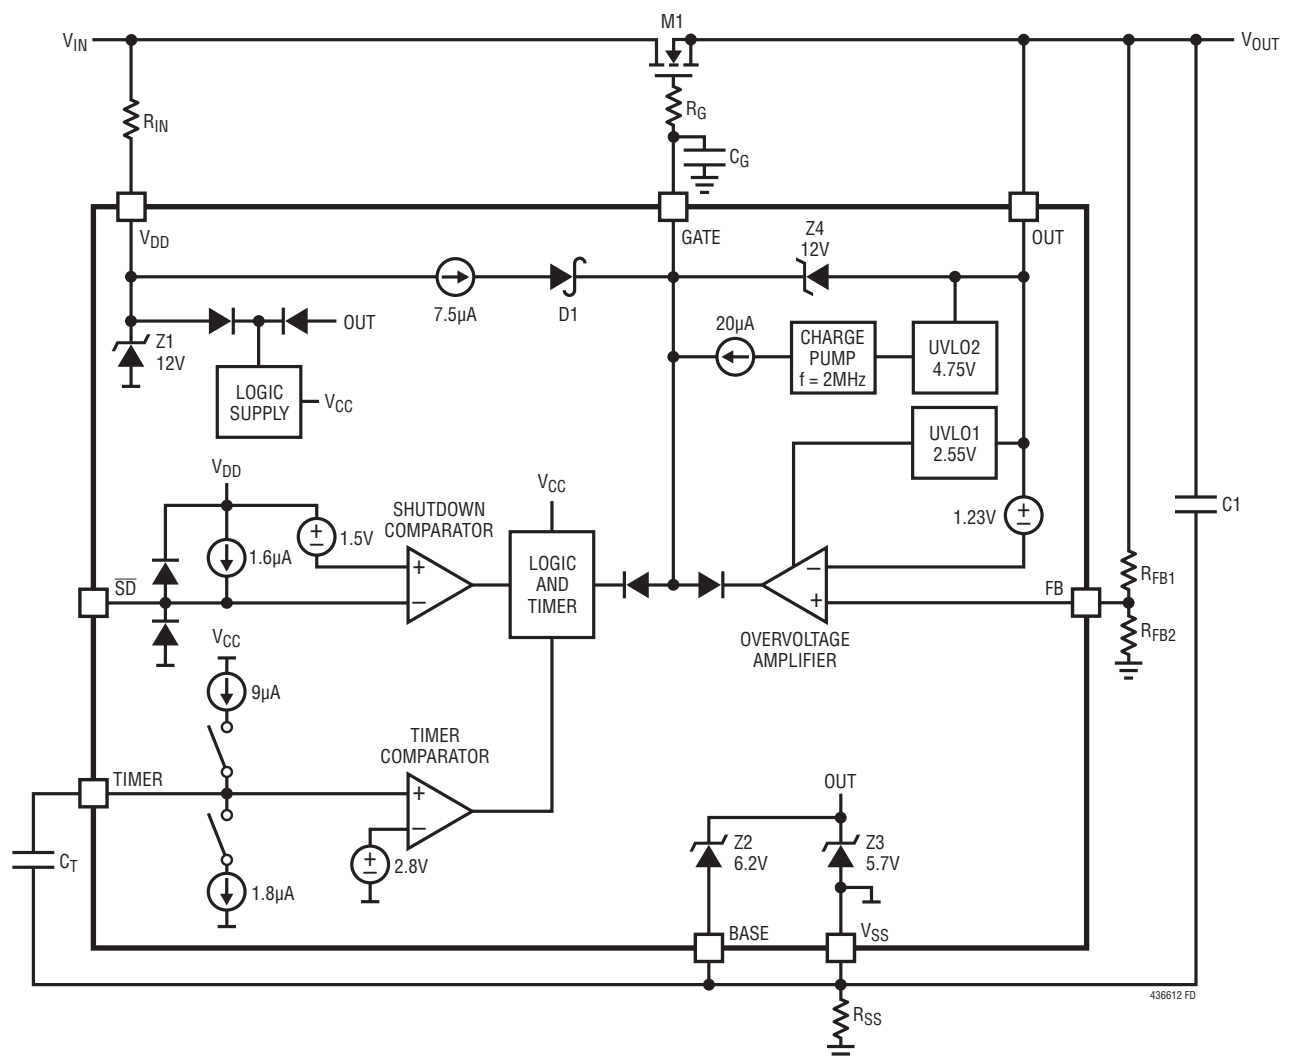 M1
VIN
VOUT
RIN
RG
CG
VDD
GATE
OUT
Z4
12V
7.5µA
D1
OUT
Z1
12V
20µA
CHARGE
PUMP
f = 2MHz
UVLO2
4.75V
LOGIC
SUPPLY
VCC
UVLO1
2.55V
VDD
VCC
SHUTDOWN
COMPARATOR
1.23V
C1
1.5V
1.6µA
+
−
+
−
LOGIC
AND
TIMER
+
−
−
+
SD
FB
RFB1
RFB2
OVERVOLTAGE
AMPLIFIER
VCC
9µA
TIMER
COMPARATOR
TIMER
+
−
OUT
Z2
6.2V
Z3
5.7V
CT
+
−
2.8V
1.8µA
BASE
VSS
436612 FD
RSS